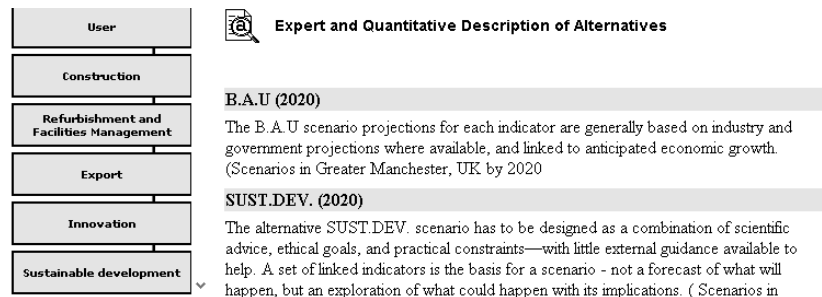 User
Construction
Refurbishment and
Facilities Management
Export
Innovation
Sustainable development
Expert and Quantitative Description of Alternatives
B.A.U (2020)
The B.A.U scenario projections for each indicator are generally based on industry and
government projections where available, and linked to anticipated economic growth.
(Scenarios in Greater Manchester, UK by 2020
SUST.DEV. (2020)
The alternative SUST.DEV. scenario has to be designed as a combination of scientific
advice, ethical goals, and practical constraints—with little external guidance available to
help. A set of linked indicators is the basis for a scenario - not a forecast of what will
happen, but an exploration of what could happen with its implications. ( Scenarios in